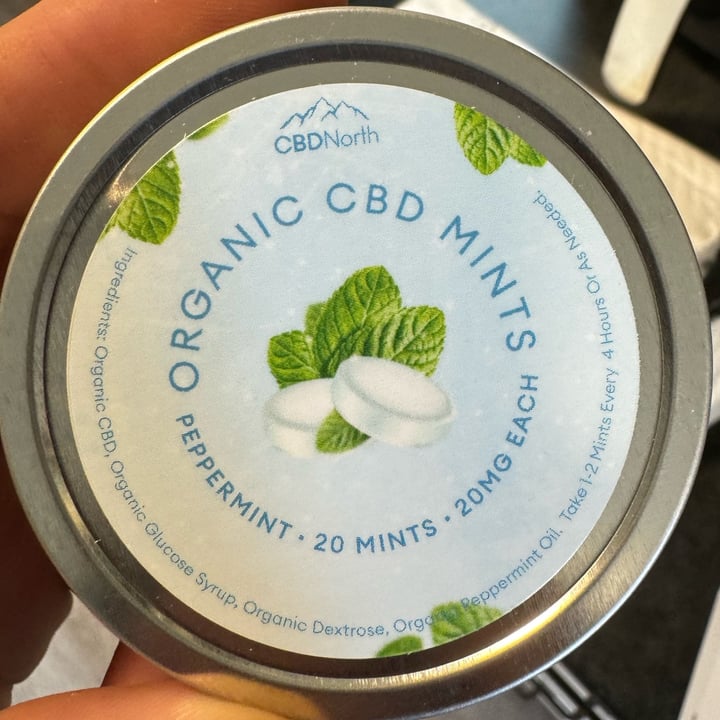 CBDNorth
ORGANIC CBD MINTS
PEPPERMINT · 20 MINTS · 20MG EACH
Ingredients: Organic CBD, Organic Glucose Syrup, Organic Dextrose, Peppermint Oil. Take 1-2 Mints Every 4 Hours Or As Needed.